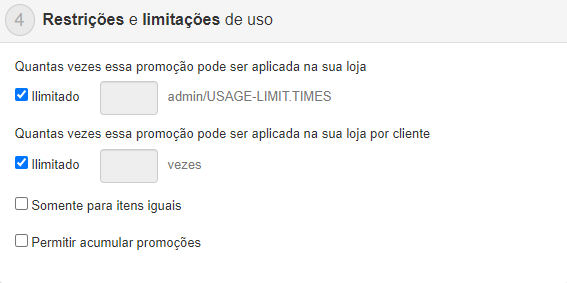 4 Restrições e limitações de uso
Quantas vezes essa promoção pode ser aplicada na sua loja
Ilimitado admin/USAGE-LIMIT.TIMES
Quantas vezes essa promoção pode ser aplicada na sua loja por cliente
Ilimitado vezes
Somente para itens iguais
Permitir acumular promoções